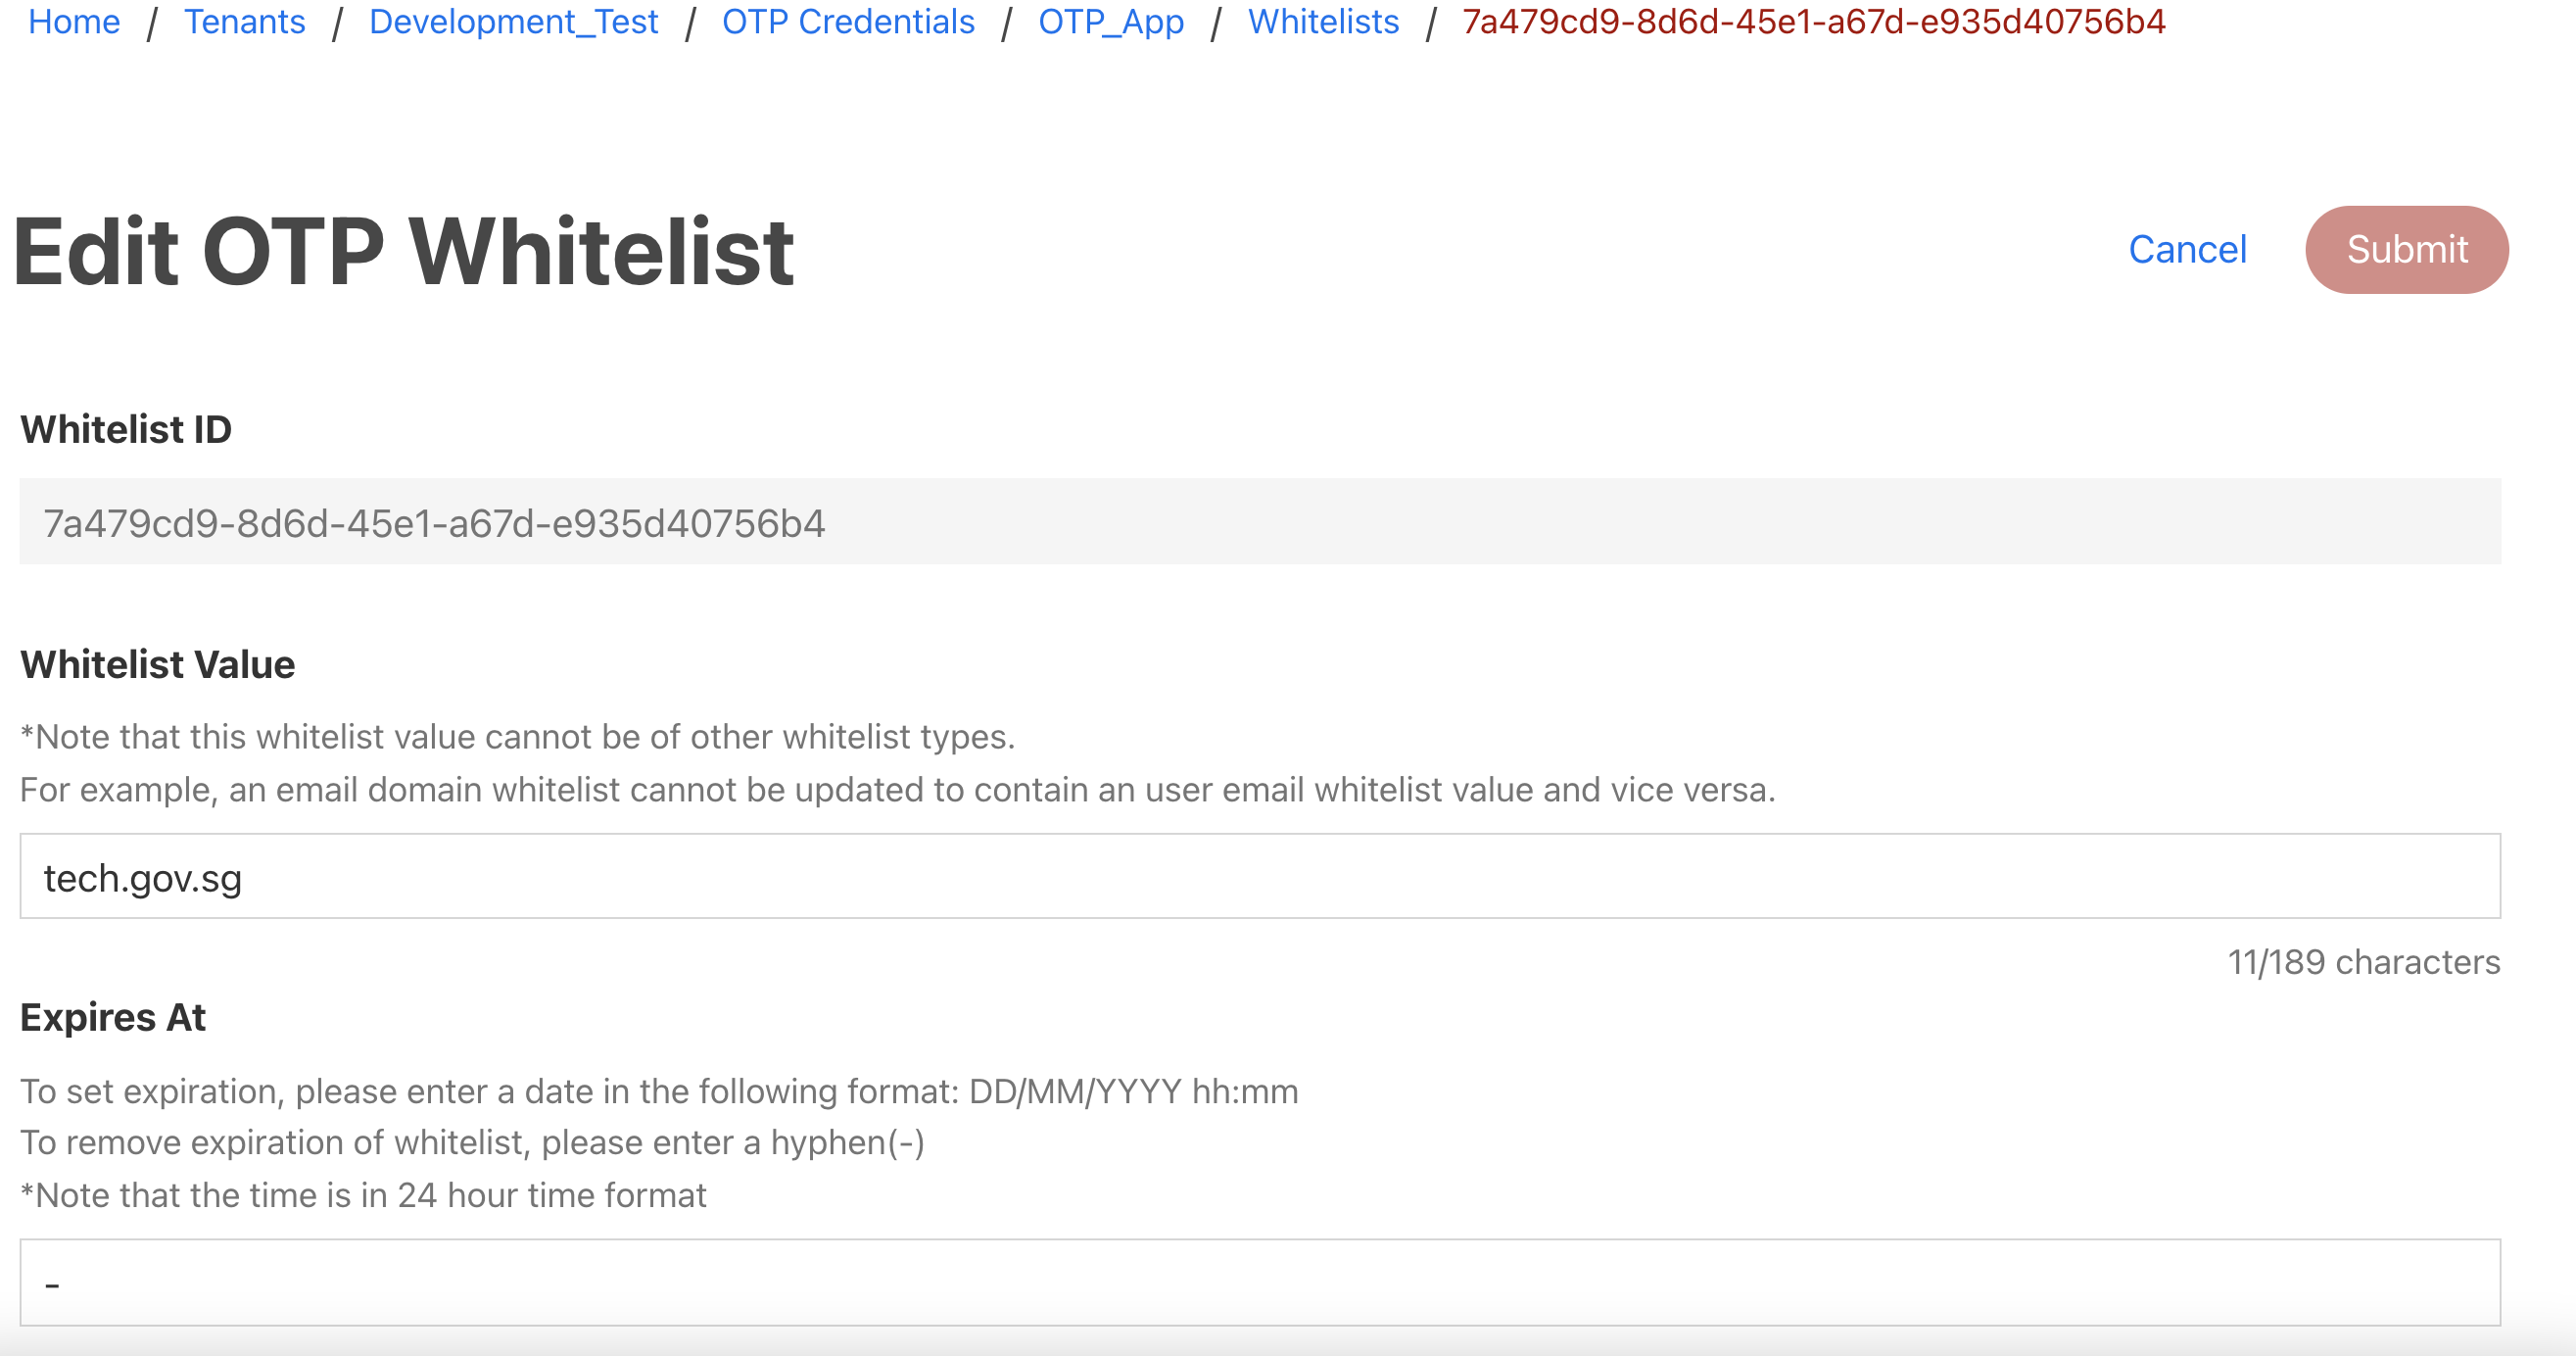 Home / Tenants / Development_Test / OTP Credentials / OTP_App / Whitelists / 7a479cd9-8d6d-45e1-a67d-e935d40756b4
Edit OTP Whitelist
Cancel
Submit
Whitelist ID
7a479cd9-8d6d-45e1-a67d-e935d40756b4
Whitelist Value
*Note that this whitelist value cannot be of other whitelist types.
For example, an email domain whitelist cannot be updated to contain an user email whitelist value and vice versa.
tech.gov.sg
11/189 characters
Expires At
To set expiration, please enter a date in the following format: DD/MM/YYYY hh:mm
To remove expiration of whitelist, please enter a hyphen(-)
*Note that the time is in 24 hour time format
-